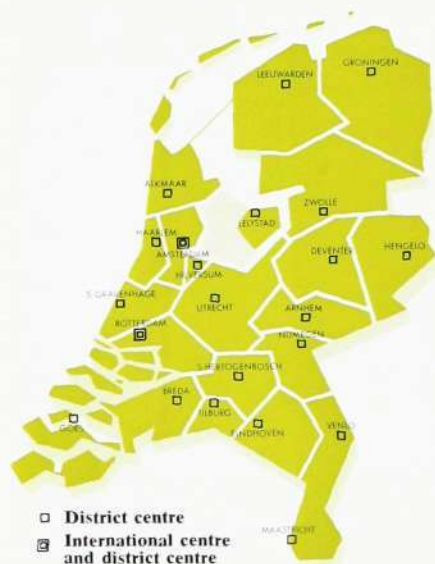 GRONINGEN
LEEUWARDEN
ALKMAAR
ZWOLLE
LELYSTAD
HAARLEM
AMSTERDAM
DEVENTER
HENGELO
HILVERSUM
S GRAVENHAGE
UTRECHT
ARNHEM
ROTTERDAM
NIJMEGEN
S HERTOGENBOSCH
BREDA
TILBURG
GOES
EINDHOVEN
VENLO
MAASTRICHT
District centre
International centre
and district centre